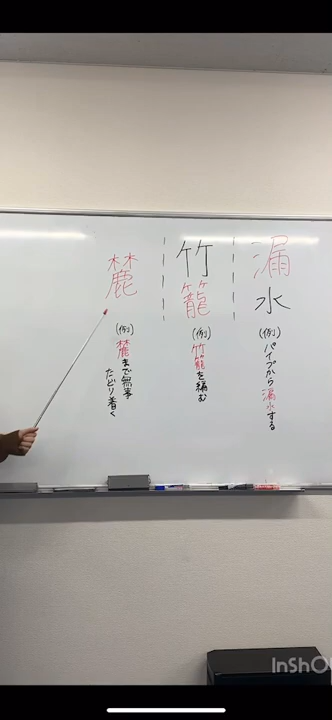 漏水
(例)パイプから漏水する
竹籠
(例)竹籠を編む
麓
(例)麓まで無事
たどり着く
InShO